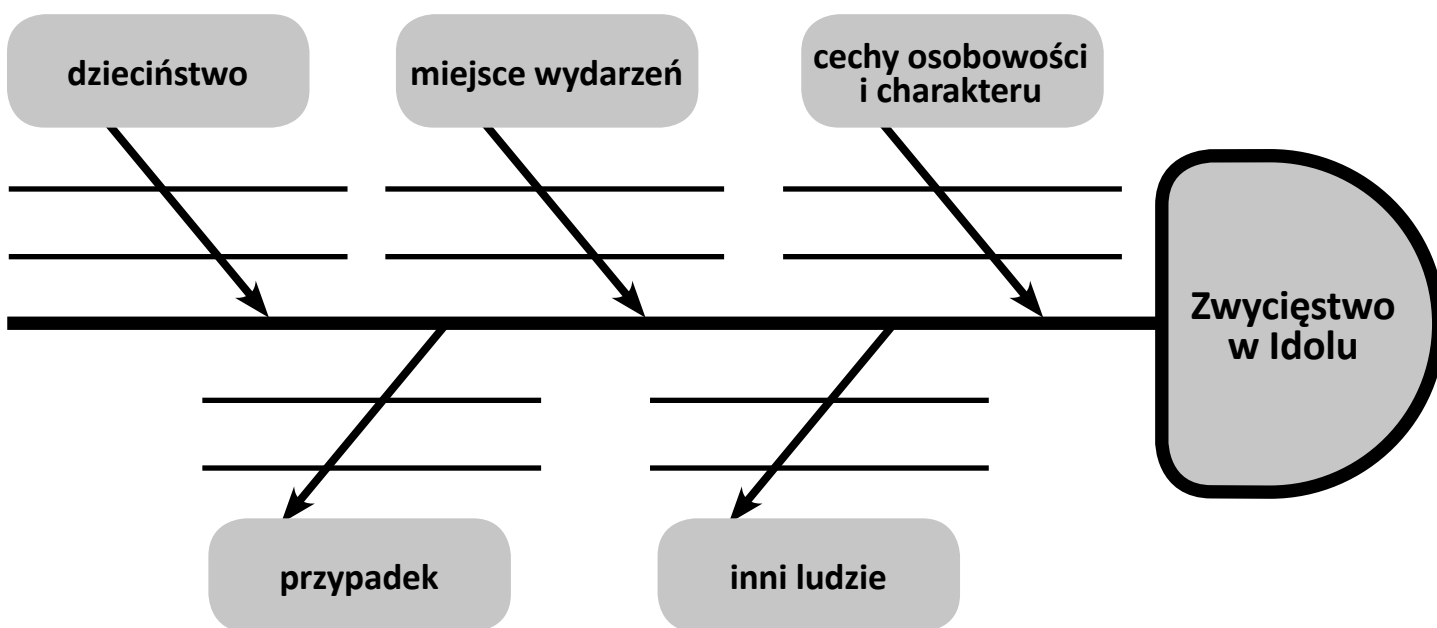 dzieciństwo
miejsce wydarzeń
cechy osobowości
i charakteru
Zwycięstwo
w Idolu
przypadek
inni ludzie